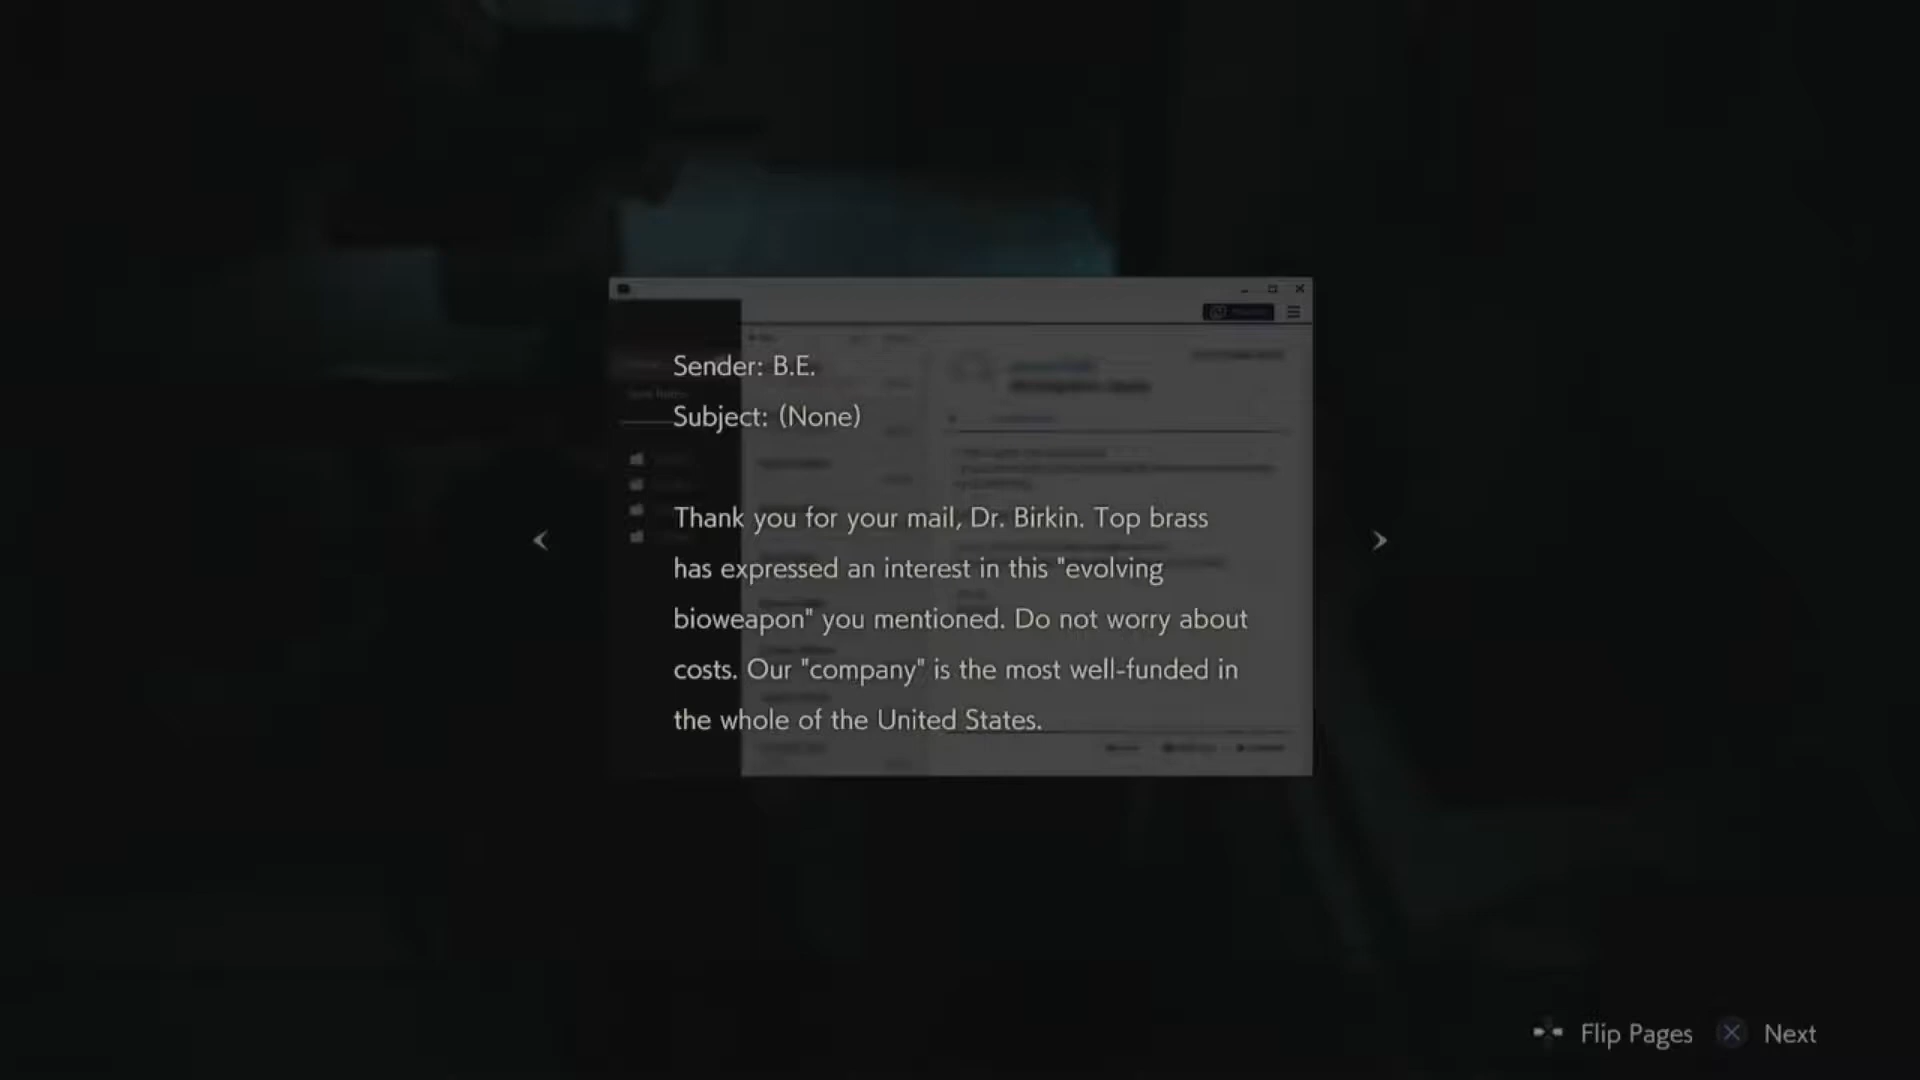 Sender: B.E.
Subject: (None)
Thank you for your mail, Dr. Birkin. Top brass
has expressed an interest in this "evolving
bioweapon" you mentioned. Do not worry about
costs. Our "company" is the most well-funded in
the whole of the United States.
Flip Pages Next